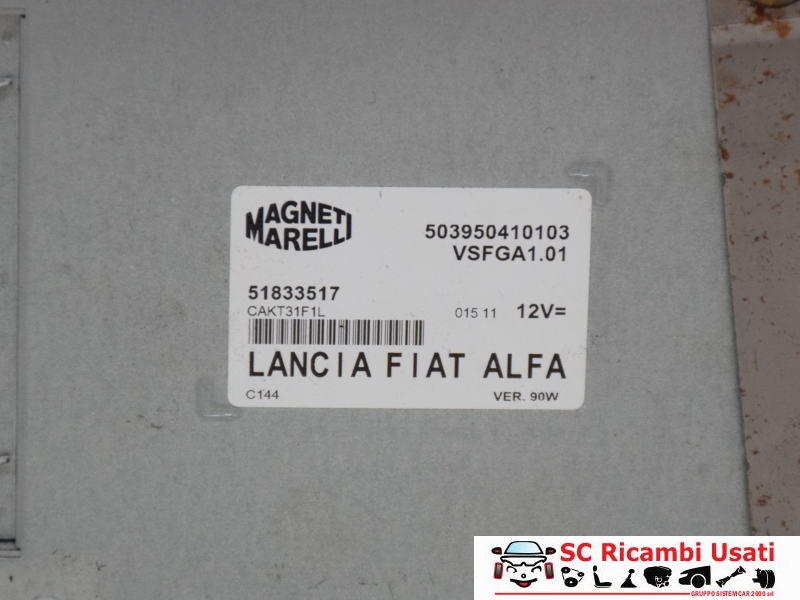 MAGNETI
MARELLI
503950410103
VSFGA1.01
51833517
CAKT31F1L
015 11 12V=
LANCIA FIAT ALFA
C144
VER. 90W
SC Ricambi Usati
GRUPPO SISTEMCAR 2000 srl